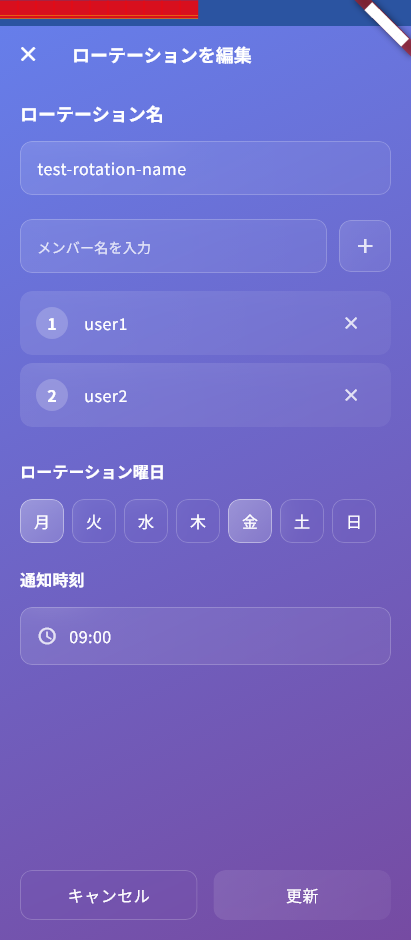 ローテーションを編集
ローテーション名
test-rotation-name
メンバー名を入力
1 user1
2 user2
ローテーション曜日
月 火 水 木 金 土 日
通知時刻
09:00
キャンセル 更新